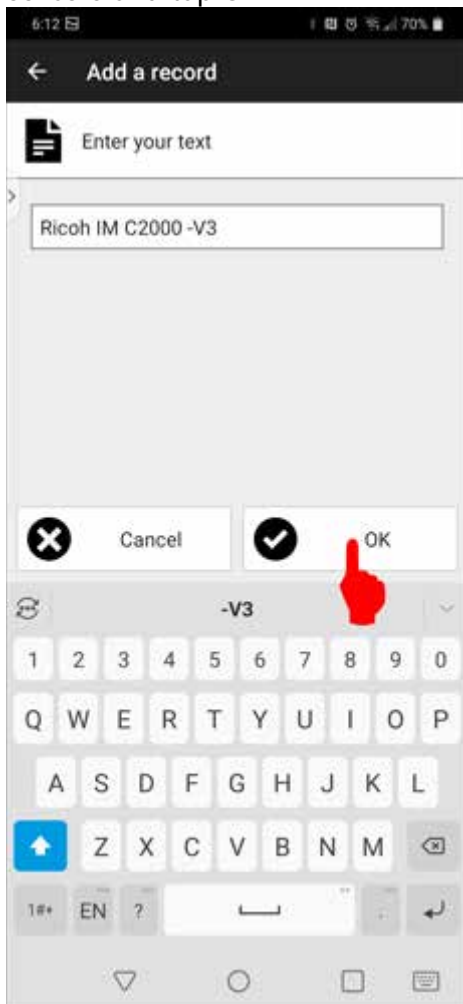 6:12 70%
Add a record
Enter your text
Ricoh IM C2000 -V3
Cancel OK
-V3
1 2 3 4 5 6 7 8 9 0
Q W E R T Y U I O P
A S D F G H J K L
Z X C V B N M
1#+ EN ? .